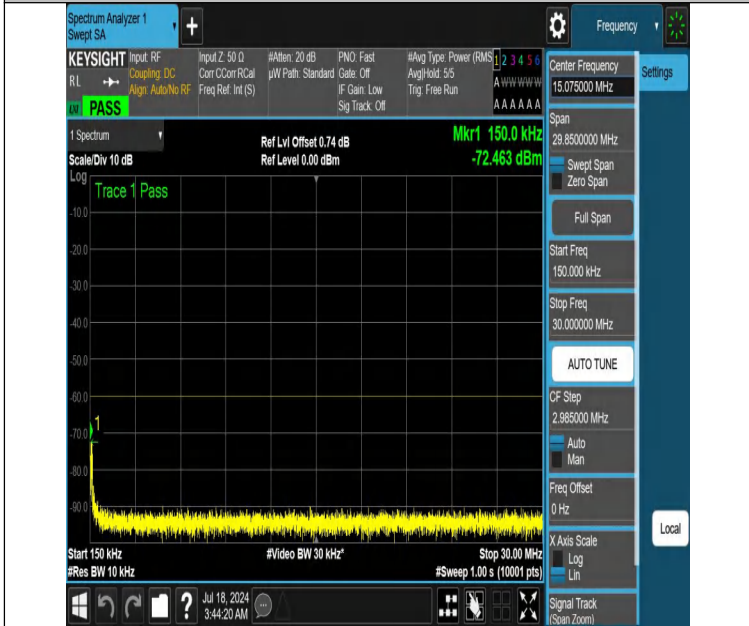 Spectrum Analyzer 1
Swept SA
+
Frequency
KEYSIGHT
RL
PASS
Input: RF
Coupling: DC
Align: Auto/No RF
Input Z: 50 Ω
Corr CCorr RCal
Freq Ref: Int (S)
#Atten: 20 dB
µW Path: Standard
PNO: Fast
Gate: Off
IF Gain: Low
Sig Track: Off
#Avg Type: Power (RMS
Avg|Hold: 5/5
Trig: Free Run
1 2 3 4 5 6
A W W W W W
A A A A A A
1 Spectrum
Scale/Div 10 dB
Ref Lvl Offset 0.74 dB
Ref Level 0.00 dBm
Mkr1 150.0 kHz
-72.463 dBm
Log
Trace 1 Pass
-10.0
-20.0
-30.0
-40.0
-50.0
-60.0
-70.0
-80.0
-90.0
1
Start 150 kHz
#Res BW 10 kHz
#Video BW 30 kHz*
Stop 30.00 MHz
#Sweep 1.00 s (10001 pts)
Jul 18, 2024
3:44:20 AM
?
Center Frequency
15.075000 MHz
Settings
Span
29.8500000 MHz
Swept Span
Zero Span
Full Span
Start Freq
150.000 kHz
Stop Freq
30.000000 MHz
AUTO TUNE
CF Step
2.985000 MHz
Auto
Man
Freq Offset
0 Hz
X Axis Scale
Log
Lin
Local
Signal Track
(Span Zoom)